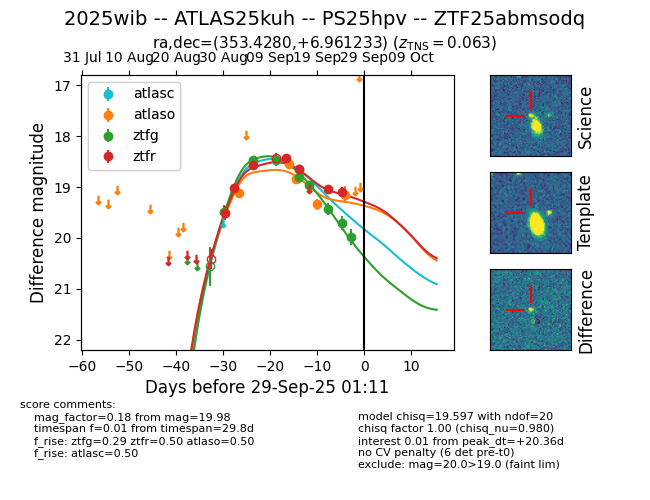 2025wib -- ATLAS25kuh -- PS25hpv -- ZTF25abmsodq
ra,dec=(353.4280,+6.961233) (z_TNS = 0.063)
31 Jul 10 Aug 20 Aug 30 Aug 09 Sep 19 Sep 29 Sep 09 Oct
17
18
19
20
21
22
Difference magnitude
atlasc
atlaso
ztfg
ztfr
−60 −50 −40 −30 −20 −10 0 10
Days before 29-Sep-25 01:11
Science
Template
Difference
score comments:
mag_factor=0.18 from mag=19.98
timespan f=0.01 from timespan=29.8d
f_rise: ztfg=0.29 ztfr=0.50 atlaso=0.50
f_rise: atlasc=0.50
model chisq=19.597 with ndof=20
chisq factor 1.00 (chisq_nu=0.980)
interest 0.01 from peak_dt=+20.36d
no CV penalty (6 det pre-t0)
exclude: mag=20.0>19.0 (faint lim)